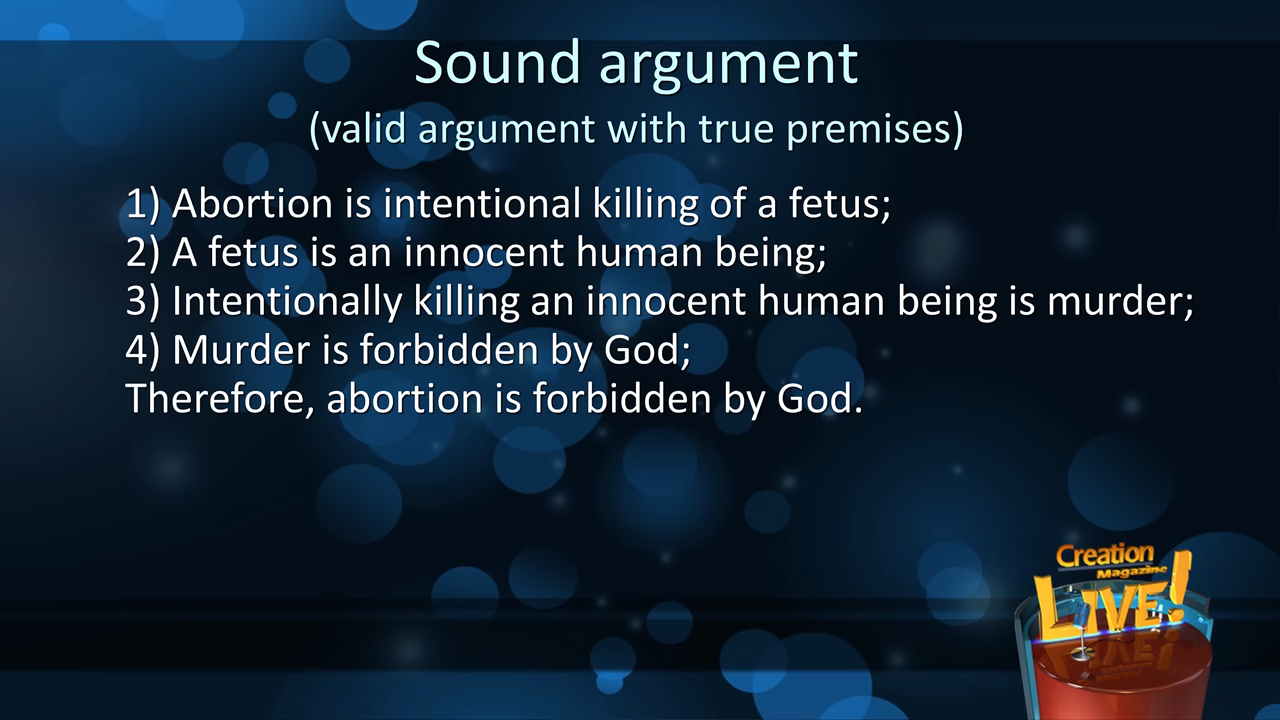 Sound argument
(valid argument with true premises)
1) Abortion is intentional killing of a fetus;
2) A fetus is an innocent human being;
3) Intentionally killing an innocent human being is murder;
4) Murder is forbidden by God;
Therefore, abortion is forbidden by God.
Creation
Magazine
LIVE!